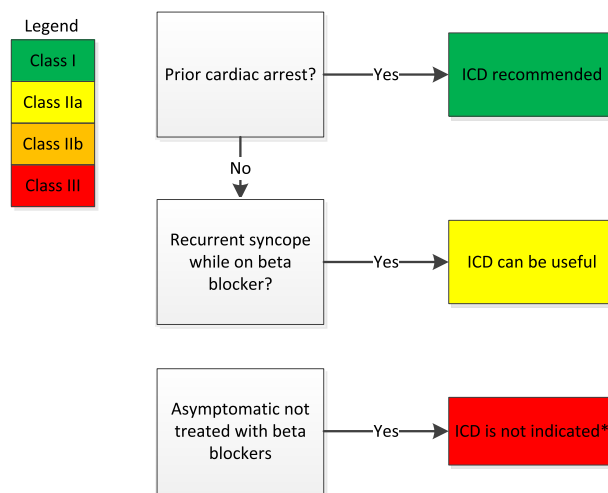 Legend
Class I
Class IIa
Class IIb
Class III
Prior cardiac arrest?
Yes
ICD recommended
No
Recurrent syncope
while on beta
blocker?
Yes
ICD can be useful
Asymptomatic not
treated with beta
blockers
Yes
ICD is not indicated*